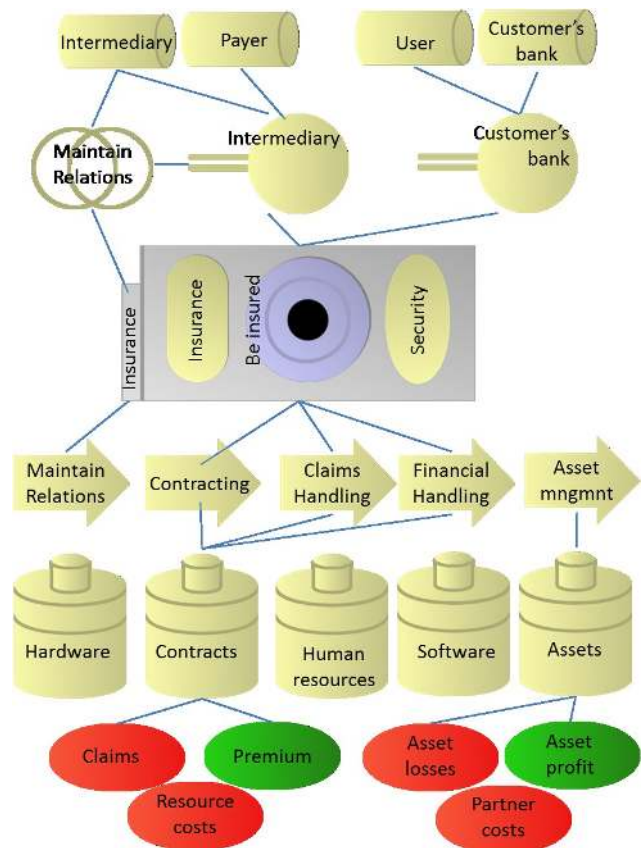 Intermediary
Payer
User
Customer's
bank
Maintain
Relations
Intermediary
Customer's
bank
Insurance
Insurance
Be insured
Security
Maintain
Relations
Contracting
Claims
Handling
Financial
Handling
Asset
mngmnt
Hardware
Contracts
Human
resources
Software
Assets
Claims
Premium
Resource
costs
Asset
losses
Asset
profit
Partner
costs